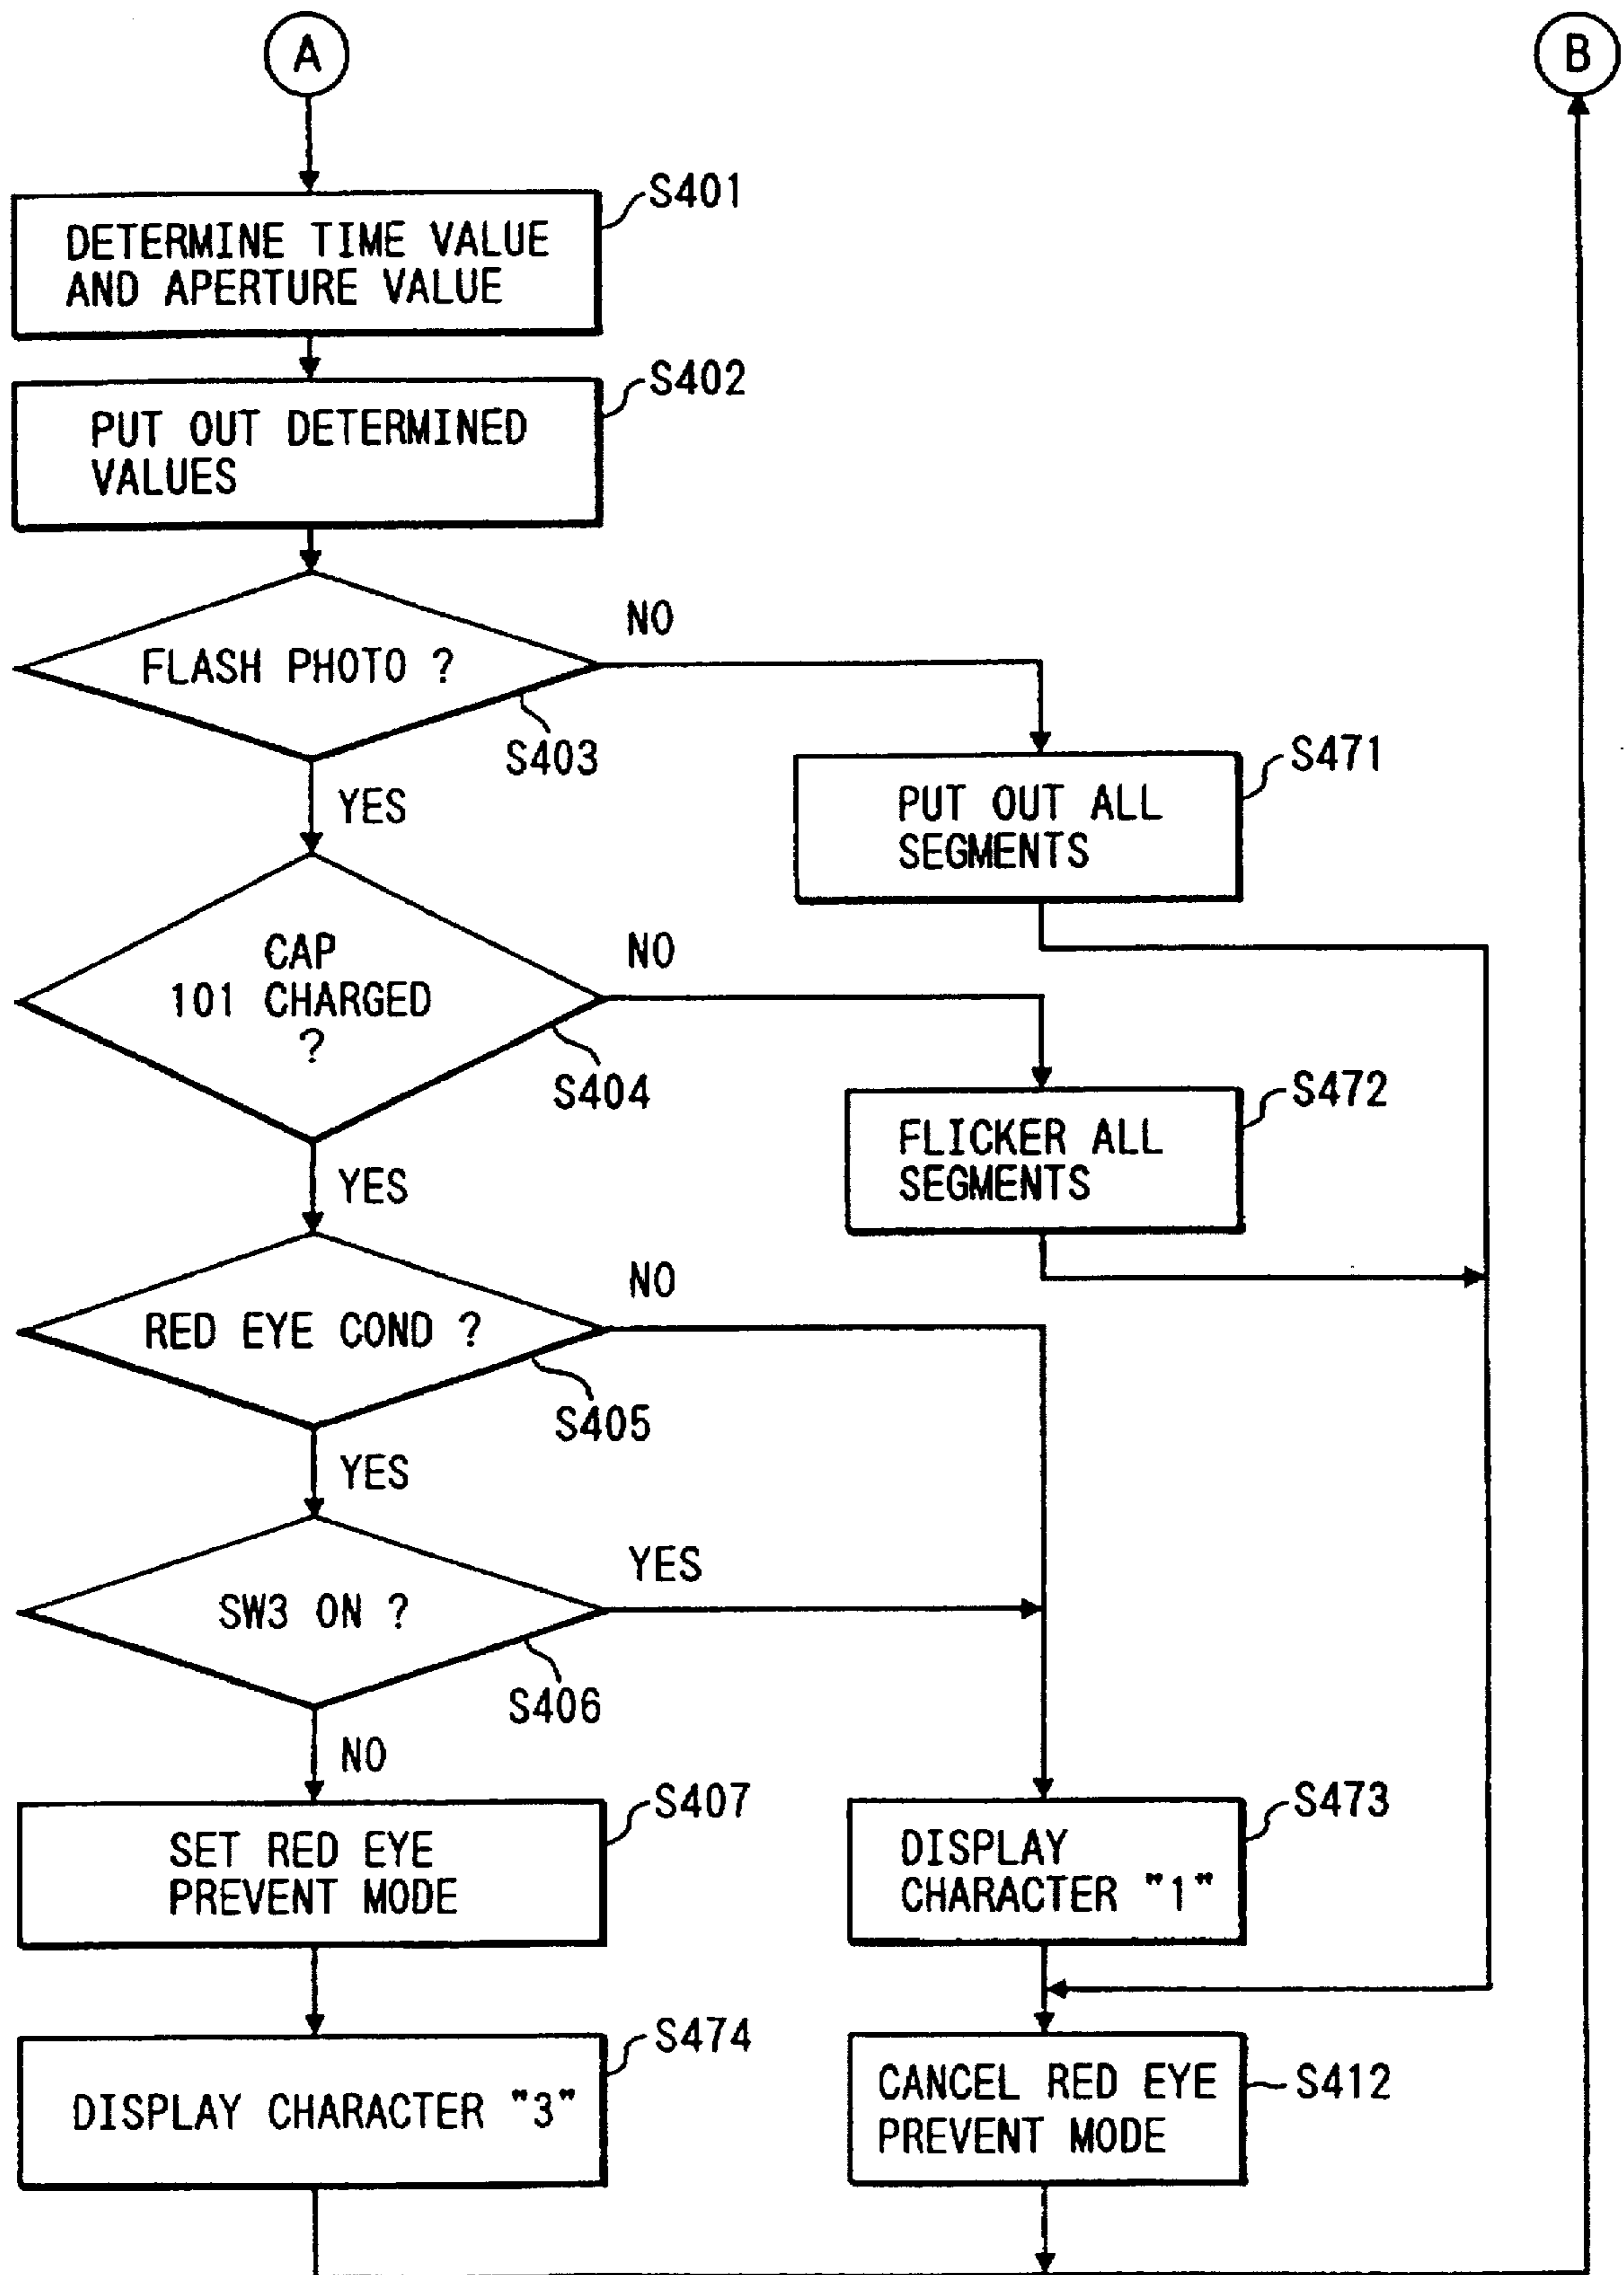 A
B
S401
DETERMINE TIME VALUE
AND APERTURE VALUE
S402
PUT OUT DETERMINED
VALUES
NO
FLASH PHOTO ?
S403
YES
S471
PUT OUT ALL
SEGMENTS
CAP
101 CHARGED
?
NO
S404
S472
FLICKER ALL
SEGMENTS
YES
NO
RED EYE COND ?
S405
YES
YES
SW3 ON ?
S406
NO
S407
SET RED EYE
PREVENT MODE
S473
DISPLAY
CHARACTER "1"
S474
DISPLAY CHARACTER "3"
CANCEL RED EYE
PREVENT MODE
S412